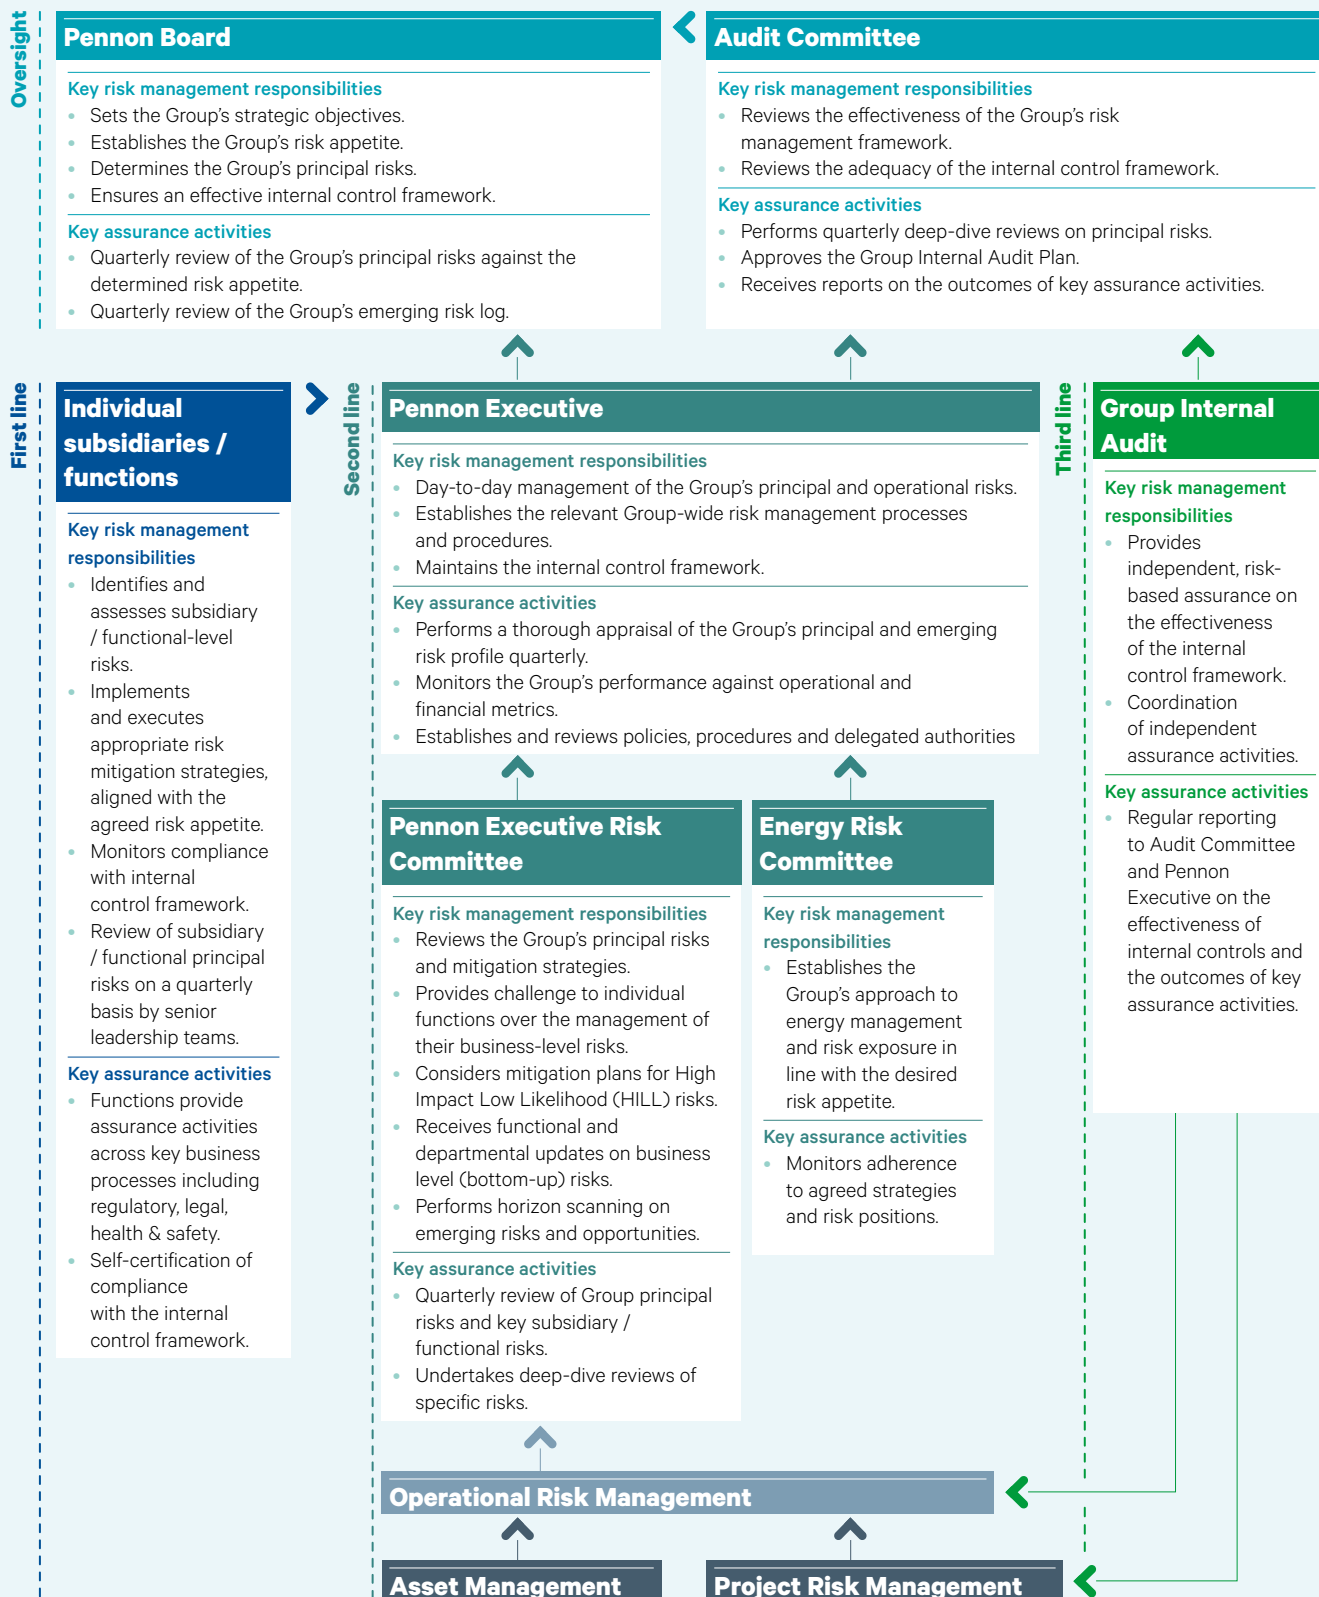 Oversight
Pennon Board
Key risk management responsibilities
• Sets the Group’s strategic objectives.
• Establishes the Group’s risk appetite.
• Determines the Group’s principal risks.
• Ensures an effective internal control framework.
Key assurance activities
• Quarterly review of the Group’s principal risks against the
determined risk appetite.
• Quarterly review of the Group’s emerging risk log.
Audit Committee
Key risk management responsibilities
• Reviews the effectiveness of the Group’s risk
management framework.
• Reviews the adequacy of the internal control framework.
Key assurance activities
• Performs quarterly deep-dive reviews on principal risks.
• Approves the Group Internal Audit Plan.
• Receives reports on the outcomes of key assurance activities.
First line
Individual
subsidiaries /
functions
Key risk management
responsibilities
• Identifies and
assesses subsidiary
/ functional-level
risks.
• Implements
and executes
appropriate risk
mitigation strategies,
aligned with the
agreed risk appetite.
• Monitors compliance
with internal
control framework.
• Review of subsidiary
/ functional principal
risks on a quarterly
basis by senior
leadership teams.
Key assurance activities
• Functions provide
assurance activities
across key business
processes including
regulatory, legal,
health & safety.
• Self-certification of
compliance
with the internal
control framework.
Second line
Pennon Executive
Key risk management responsibilities
• Day-to-day management of the Group’s principal and operational risks.
• Establishes the relevant Group-wide risk management processes
and procedures.
• Maintains the internal control framework.
Key assurance activities
• Performs a thorough appraisal of the Group’s principal and emerging
risk profile quarterly.
• Monitors the Group’s performance against operational and
financial metrics.
• Establishes and reviews policies, procedures and delegated authorities
Pennon Executive Risk
Committee
Key risk management responsibilities
• Reviews the Group’s principal risks
and mitigation strategies.
• Provides challenge to individual
functions over the management of
their business-level risks.
• Considers mitigation plans for High
Impact Low Likelihood (HILL) risks.
• Receives functional and
departmental updates on business
level (bottom-up) risks.
• Performs horizon scanning on
emerging risks and opportunities.
Key assurance activities
• Quarterly review of Group principal
risks and key subsidiary /
functional risks.
• Undertakes deep-dive reviews of
specific risks.
Energy Risk
Committee
Key risk management
responsibilities
• Establishes the
Group’s approach to
energy management
and risk exposure in
line with the desired
risk appetite.
Key assurance activities
• Monitors adherence
to agreed strategies
and risk positions.
Third line
Group Internal
Audit
Key risk management
responsibilities
• Provides
independent, risk-
based assurance on
the effectiveness
of the internal
control framework.
• Coordination
of independent
assurance activities.
Key assurance activities
• Regular reporting
to Audit Committee
and Pennon
Executive on the
effectiveness of
internal controls and
the outcomes of key
assurance activities.
Operational Risk Management
Asset Management
Project Risk Management